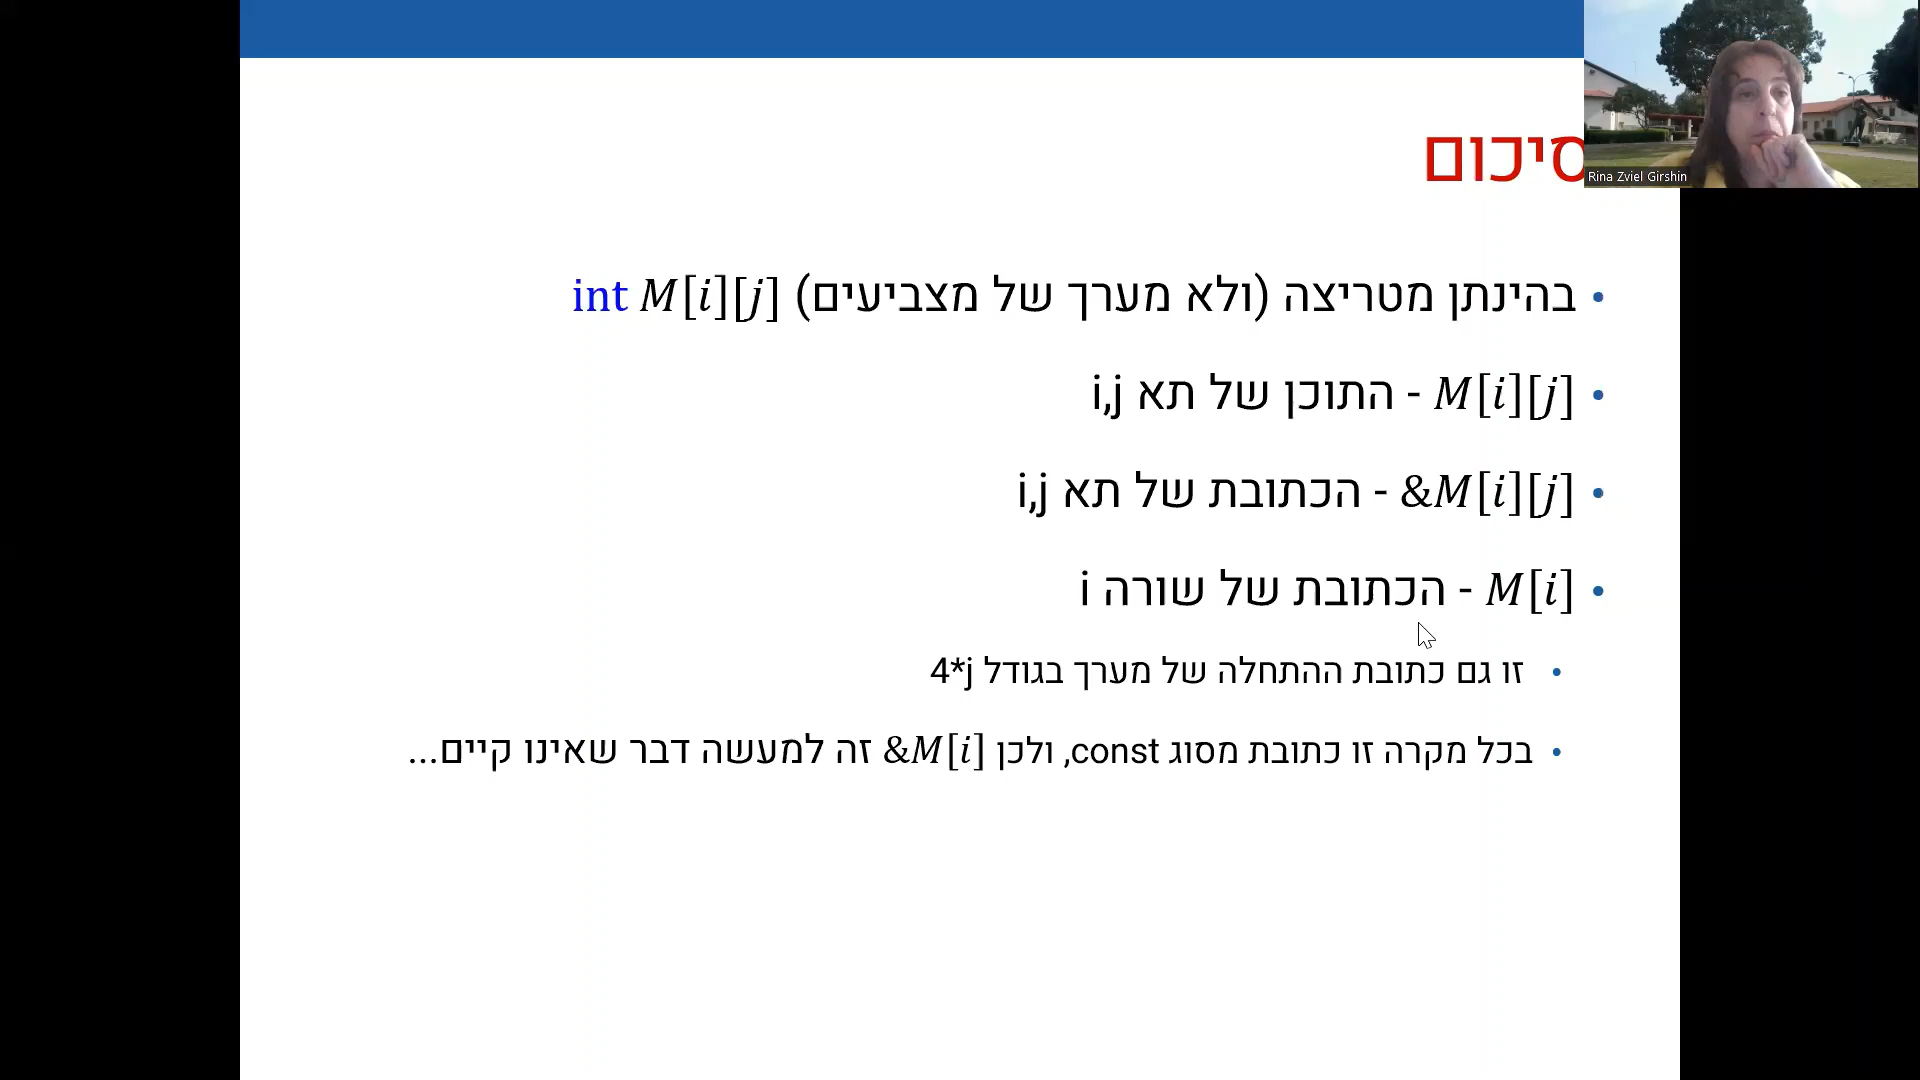 סיכום
Rina Zviel Girshin
• בהינתן מטריצה (ולא מערך של מצביעים) int M[i][j]
• M[i][j] - התוכן של תא i,j
• &M[i][j] - הכתובת של תא i,j
• M[i] - הכתובת של שורה i
• זו גם כתובת ההתחלה של מערך בגודל 4*j
• בכל מקרה זו כתובת מסוג const, ולכן &M[i] זה למעשה דבר שאינו קיים...